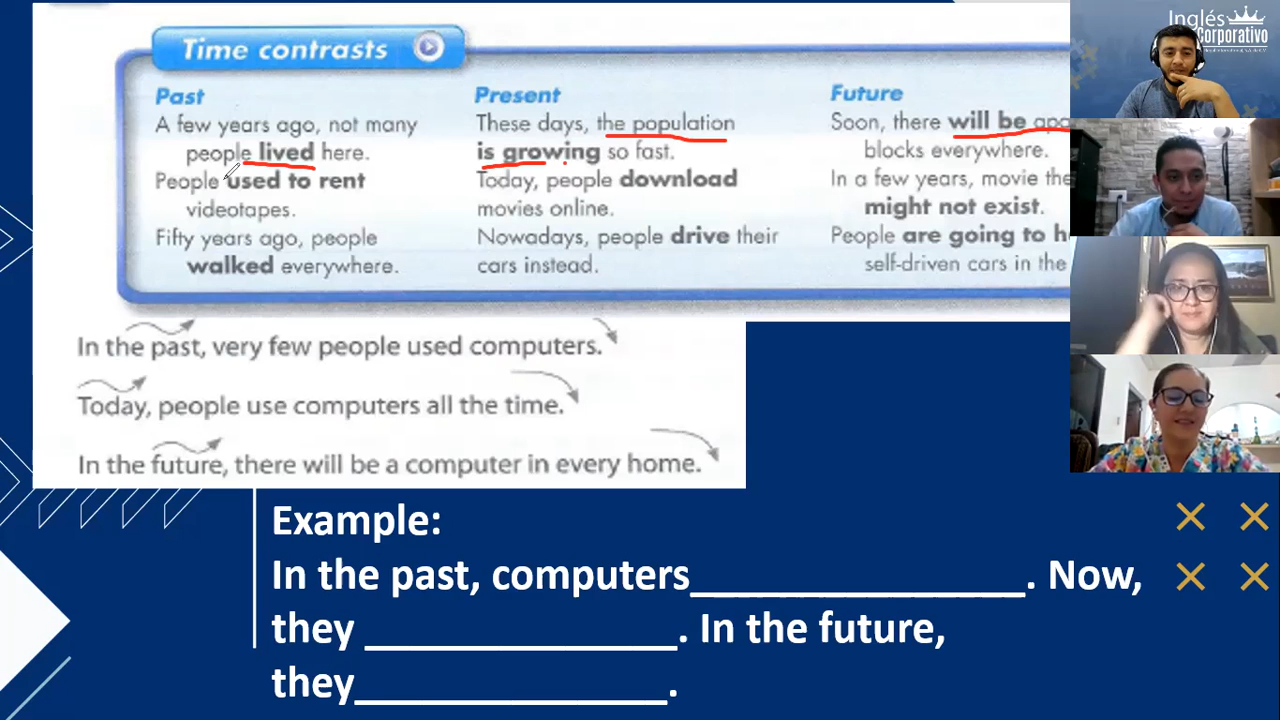 Inglés
Corporativo
Time contrasts
Past
A few years ago, not many
people lived here.
People used to rent
videotapes.
Fifty years ago, people
walked everywhere.
Present
These days, the population
is growing so fast.
Today, people download
movies online.
Nowadays, people drive their
cars instead.
Future
Soon, there will be
blocks everywhere.
In a few years, movie
might not exist.
People are going to
self-driven cars in the
In the past, very few people used computers.
Today, people use computers all the time.
In the future, there will be a computer in every home.
Example:
In the past, computers_______________. Now,
they ______________. In the future,
they______________.